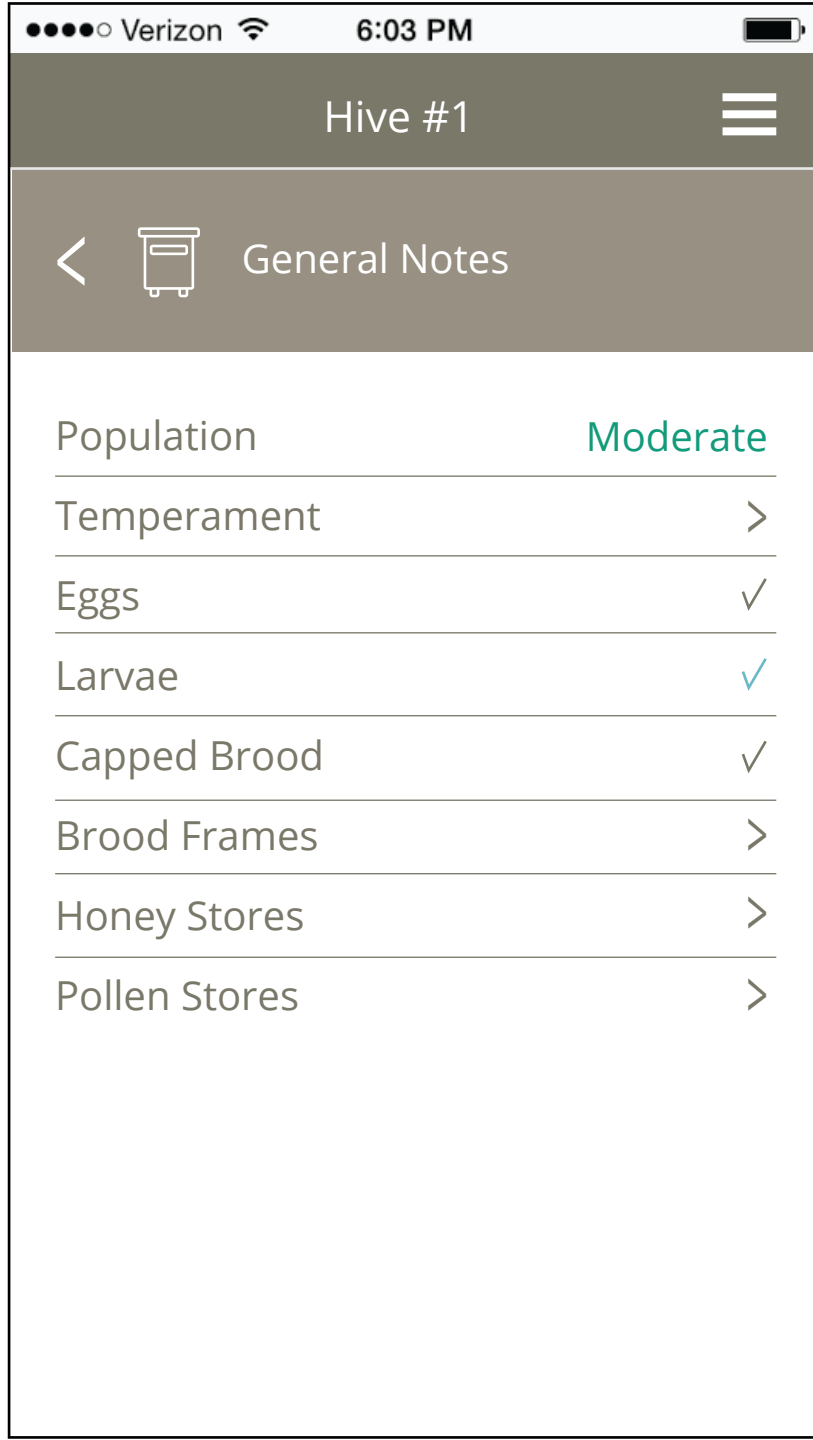 Verizon 6:03 PM
Hive #1
General Notes
Population Moderate
Temperament
Eggs
Larvae
Capped Brood
Brood Frames
Honey Stores
Pollen Stores